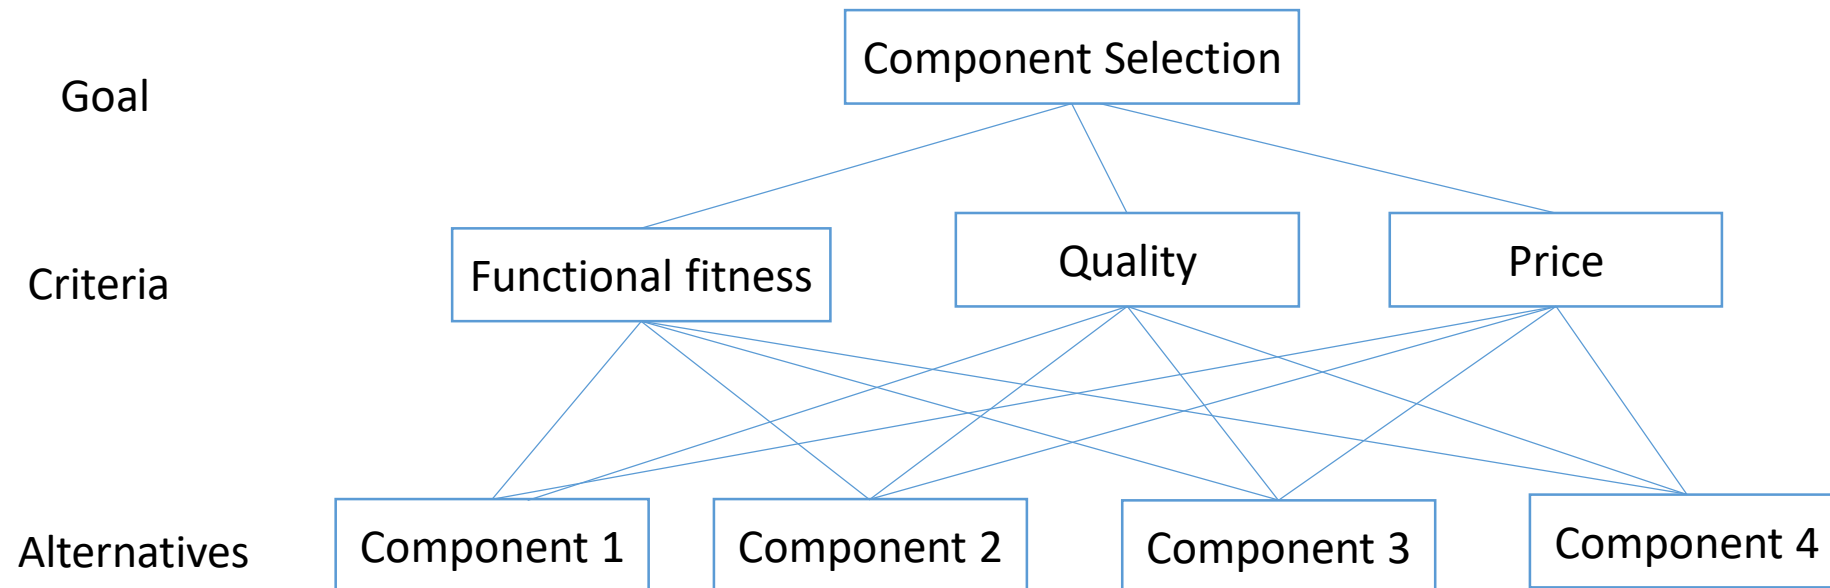 Component Selection
Goal
Functional fitness
Quality
Price
Criteria
Component 1
Component 2
Component 3
Component 4
Alternatives